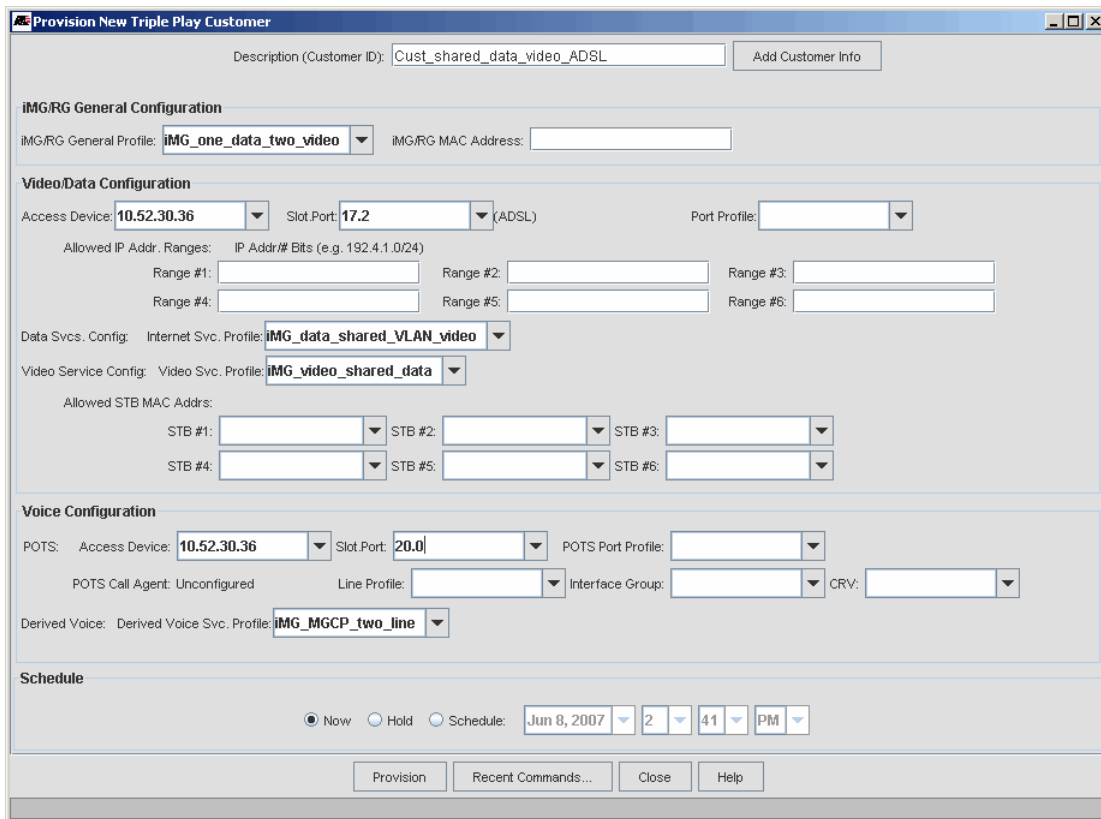 Provision New Triple Play Customer
Description (Customer ID): Cust_shared_data_video_ADSL Add Customer Info
iMG/RG General Configuration
iMG/RG General Profile: iMG_one_data_two_video iMG/RG MAC Address:
Video/Data Configuration
Access Device: 10.52.30.36 Slot.Port: 17.2 (ADSL) Port Profile:
Allowed IP Addr. Ranges: IP Addr/# Bits (e.g. 192.4.1.0/24)
Range #1: Range #2: Range #3:
Range #4: Range #5: Range #6:
Data Svcs. Config: Internet Svc. Profile: iMG_data_shared_VLAN_video
Video Service Config: Video Svc. Profile: iMG_video_shared_data
Allowed STB MAC Addrs:
STB #1: STB #2: STB #3:
STB #4: STB #5: STB #6:
Voice Configuration
POTS: Access Device: 10.52.30.36 Slot.Port: 20.0 POTS Port Profile:
POTS Call Agent: Unconfigured Line Profile: Interface Group: CRV:
Derived Voice: Derived Voice Svc. Profile: iMG_MGCP_two_line
Schedule
Now Hold Schedule: Jun 8, 2007 2 41 PM
Provision Recent Commands... Close Help